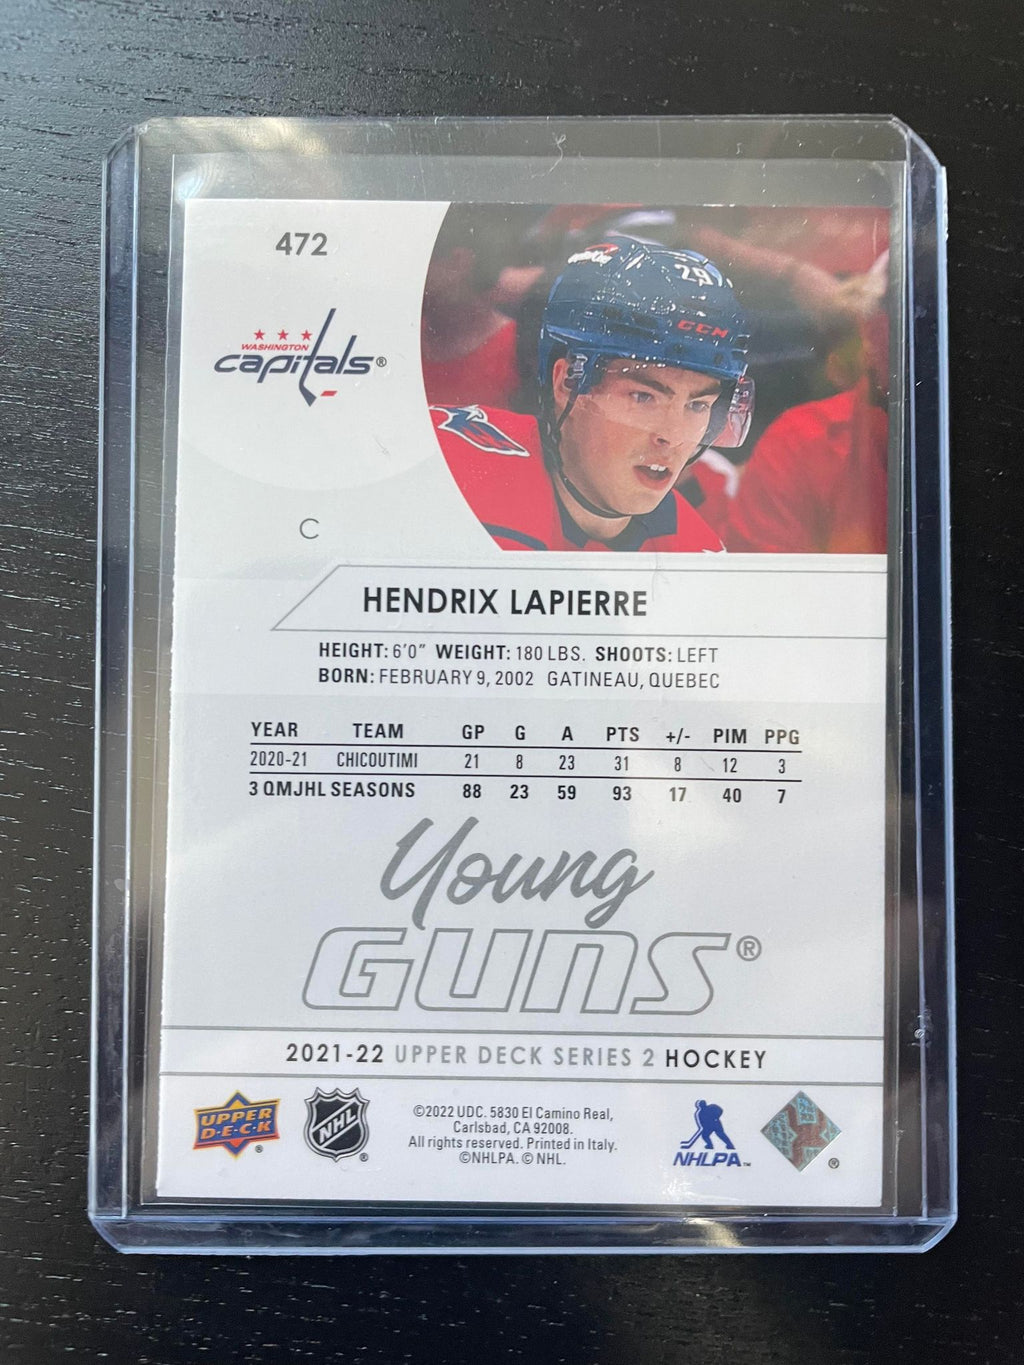 472
29
CCM
WASHINGTON
capitals®
C
HENDRIX LAPIERRE
HEIGHT: 6'0" WEIGHT: 180 LBS. SHOOTS: LEFT
BORN: FEBRUARY 9, 2002 GATINEAU, QUEBEC
YEAR TEAM GP G A PTS +/- PIM PPG
2020-21 CHICOUTIMI 21 8 23 31 8 12 3
3 QMJHL SEASONS 88 23 59 93 17 40 7
Young
GUNS®
2021-22 UPPER DECK SERIES 2 HOCKEY
UPPER
D·E·C·K®
NHL®
©2022 UDC. 5830 El Camino Real,
Carlsbad, CA 92008.
All rights reserved. Printed in Italy.
©NHLPA. © NHL.
NHLPA™
®